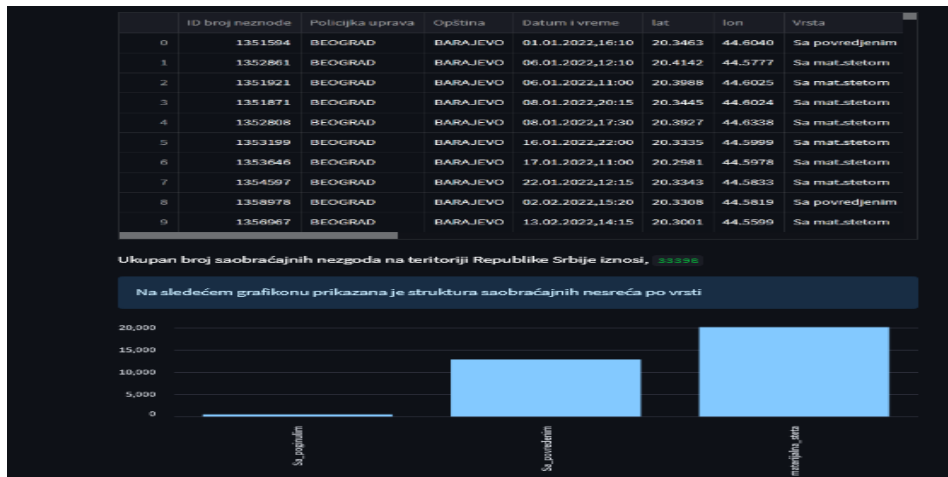 ID broj neznode Policijka uprava Opština Datum i vreme lat lon Vrsta
0 1351594 BEOGRAD BARAJEVO 01.01.2022,16:10 20.3463 44.6040 Sa povredjenim
1 1352861 BEOGRAD BARAJEVO 06.01.2022,12:10 20.4142 44.5777 Sa mat.stetom
2 1351921 BEOGRAD BARAJEVO 06.01.2022,11:00 20.3988 44.6025 Sa mat.stetom
3 1351871 BEOGRAD BARAJEVO 08.01.2022,20:15 20.3445 44.6024 Sa mat.stetom
4 1352808 BEOGRAD BARAJEVO 08.01.2022,17:30 20.3927 44.6338 Sa mat.stetom
5 1353199 BEOGRAD BARAJEVO 16.01.2022,22:00 20.3335 44.5999 Sa mat.stetom
6 1353646 BEOGRAD BARAJEVO 17.01.2022,11:00 20.2981 44.5978 Sa mat.stetom
7 1354597 BEOGRAD BARAJEVO 22.01.2022,12:15 20.3343 44.5833 Sa mat.stetom
8 1358978 BEOGRAD BARAJEVO 02.02.2022,15:20 20.3308 44.5819 Sa povredjenim
9 1356967 BEOGRAD BARAJEVO 13.02.2022,14:15 20.3001 44.5599 Sa mat.stetom
Ukupan broj saobraćajnih nezgoda na teritoriji Republike Srbije iznosi, 33398
Na sledećem grafikonu prikazana je struktura saobraćajnih nesreća po vrsti
20,000
15,000
10,000
5,000
0
Sa_poginulim
Sa_povređenim
materijalna_steta